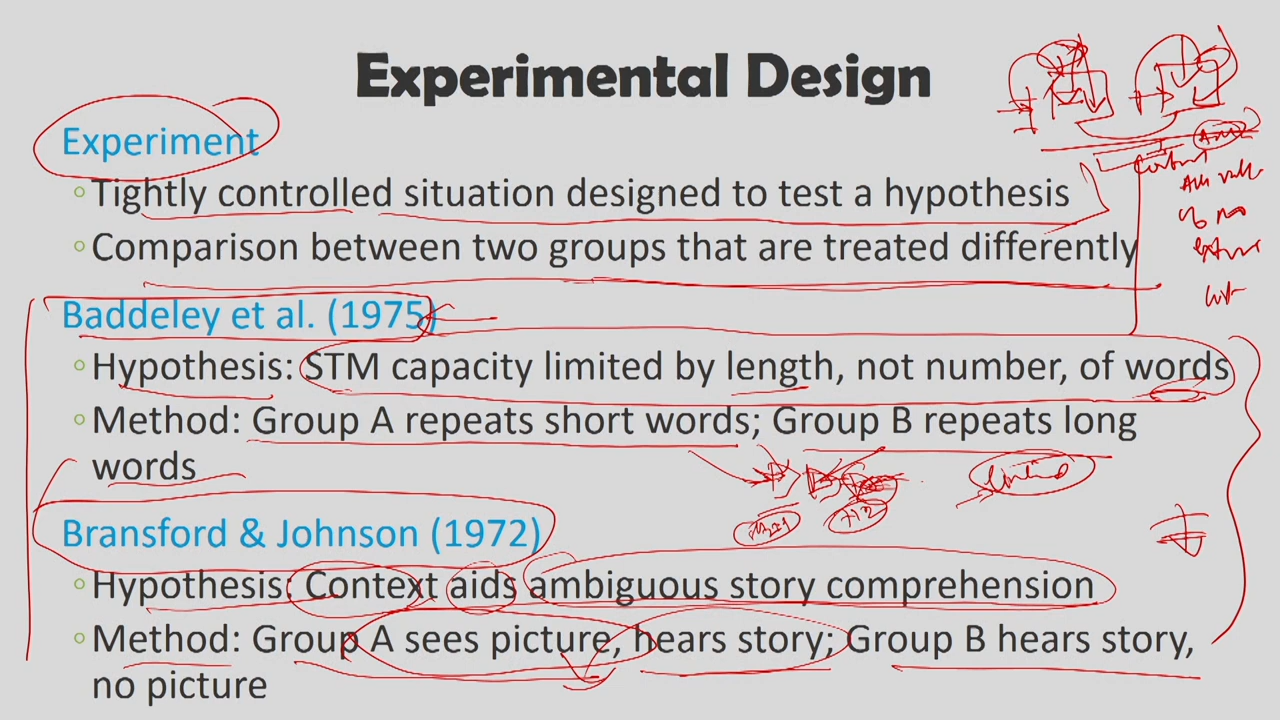 Experimental Design
Experiment
Tightly controlled situation designed to test a hypothesis
Comparison between two groups that are treated differently
Baddeley et al. (1975)
Hypothesis: STM capacity limited by length, not number, of words
Method: Group A repeats short words; Group B repeats long
words
Bransford & Johnson (1972)
Hypothesis: Context aids ambiguous story comprehension
Method: Group A sees picture, hears story; Group B hears story,
no picture